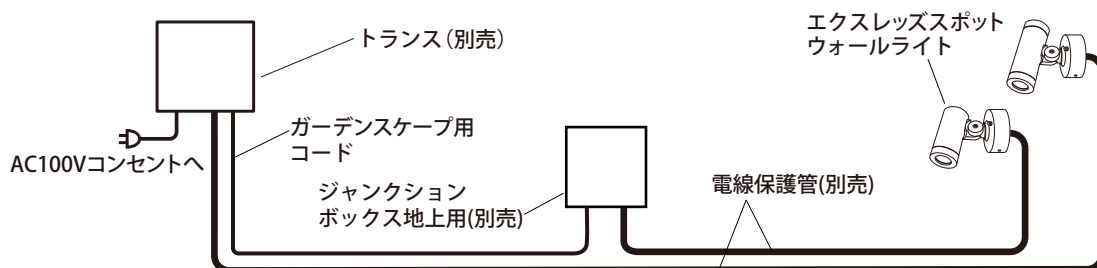 トランス（別売）
エクスレッズスポット
ウォールライト
ガーデンスケープ用
コード
AC100Vコンセントへ
ジャンクション
ボックス地上用(別売)
電線保護管(別売)